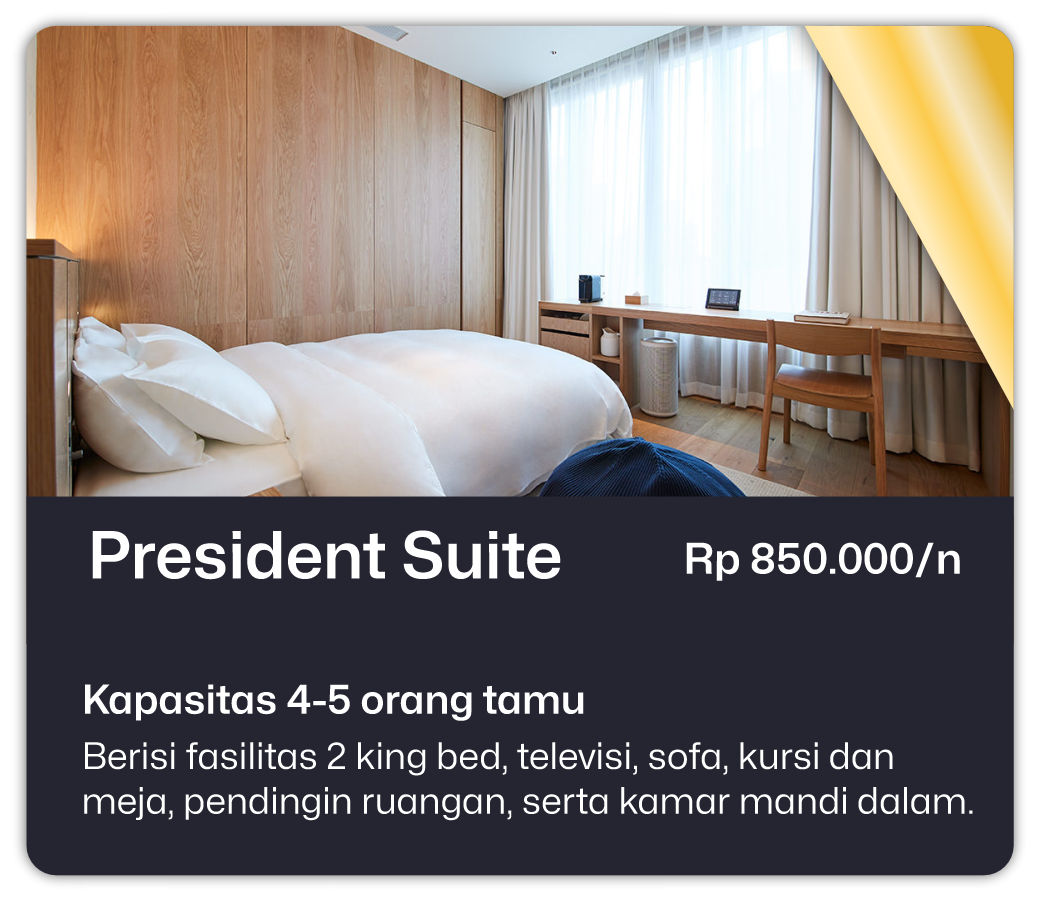 President Suite
Rp 850.000/n
Kapasitas 4-5 orang tamu
Berisi fasilitas 2 king bed, televisi, sofa, kursi dan
meja, pendingin ruangan, serta kamar mandi dalam.